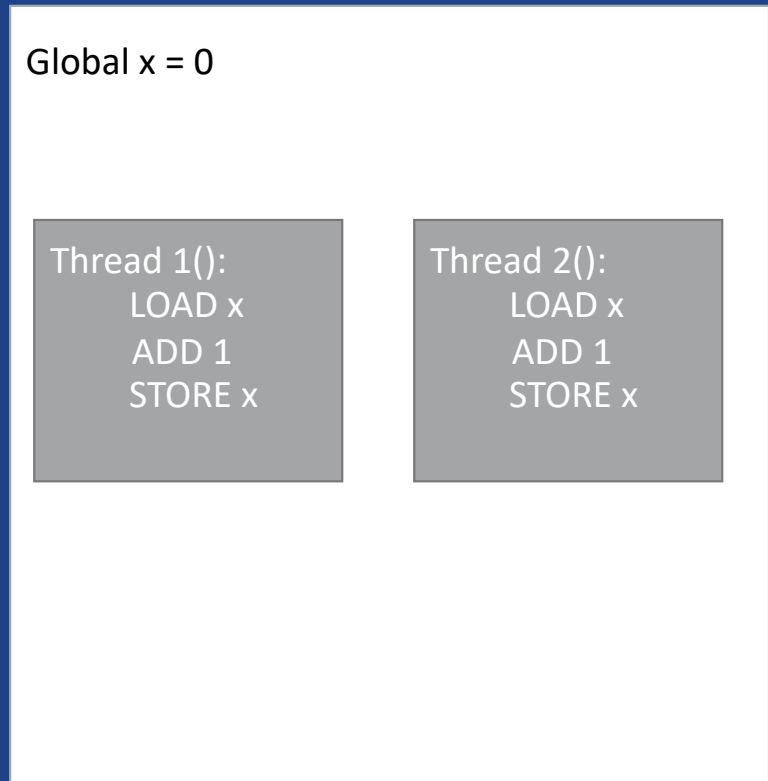 Global x = 0
Thread 1():
LOAD x
ADD 1
STORE x
Thread 2():
LOAD x
ADD 1
STORE x